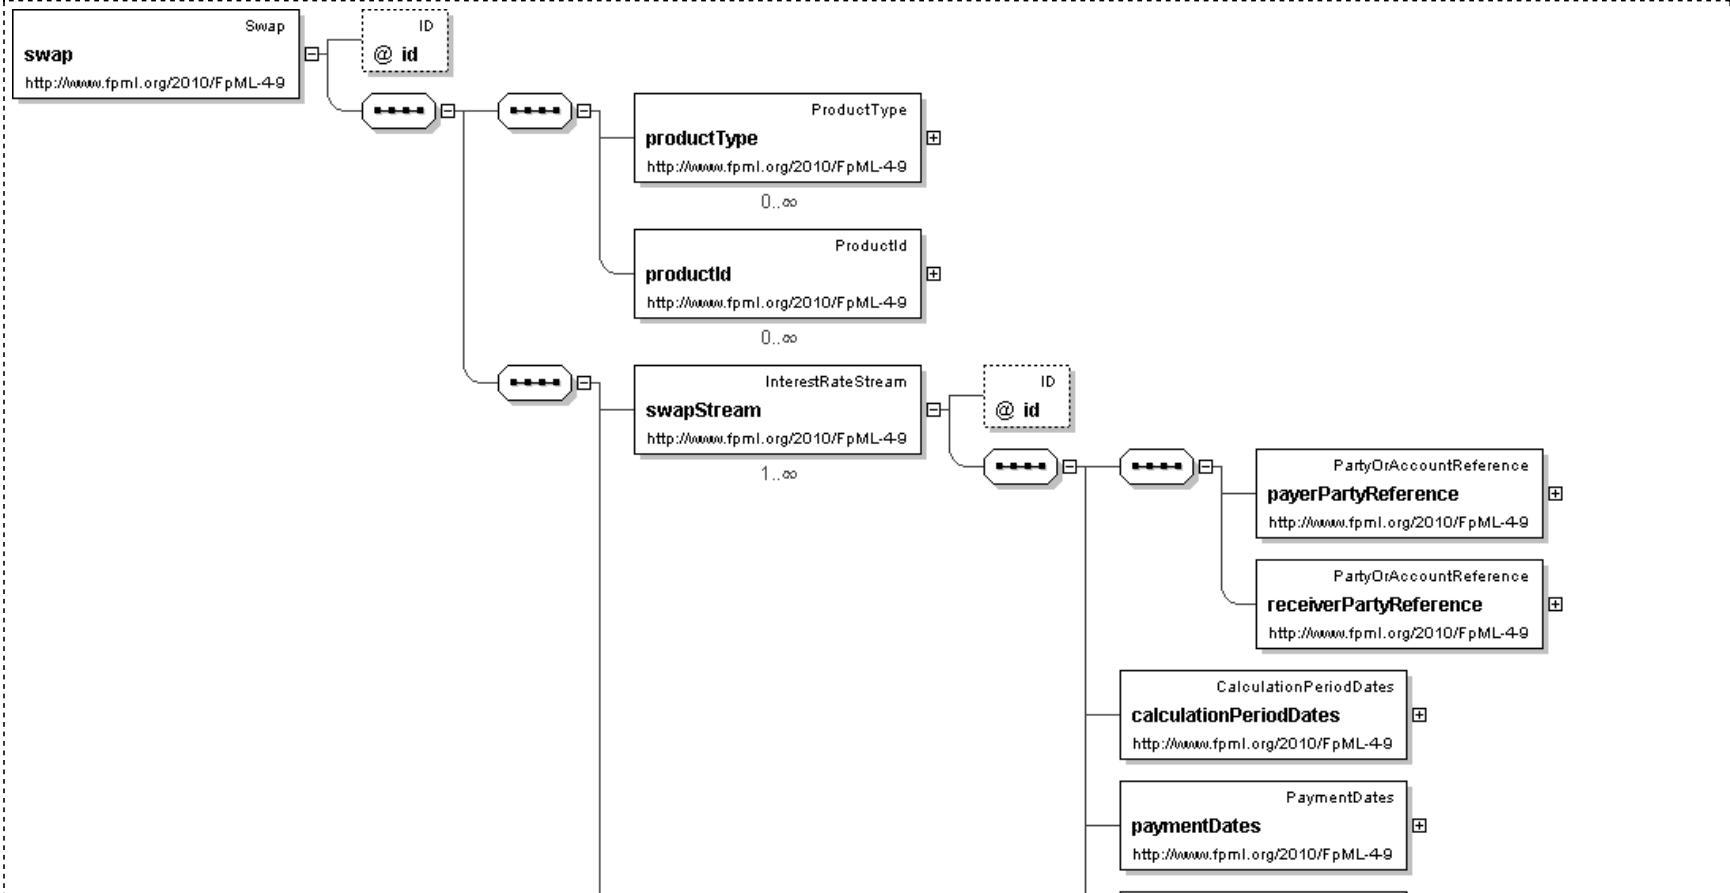 Swap
swap
http://www.fpml.org/2010/FpML-4-9
ID
@ id
ProductType
productType
http://www.fpml.org/2010/FpML-4-9
0..∞
ProductId
productId
http://www.fpml.org/2010/FpML-4-9
0..∞
InterestRateStream
swapStream
http://www.fpml.org/2010/FpML-4-9
1..∞
ID
@ id
PartyOrAccountReference
payerPartyReference
http://www.fpml.org/2010/FpML-4-9
PartyOrAccountReference
receiverPartyReference
http://www.fpml.org/2010/FpML-4-9
CalculationPeriodDates
calculationPeriodDates
http://www.fpml.org/2010/FpML-4-9
PaymentDates
paymentDates
http://www.fpml.org/2010/FpML-4-9